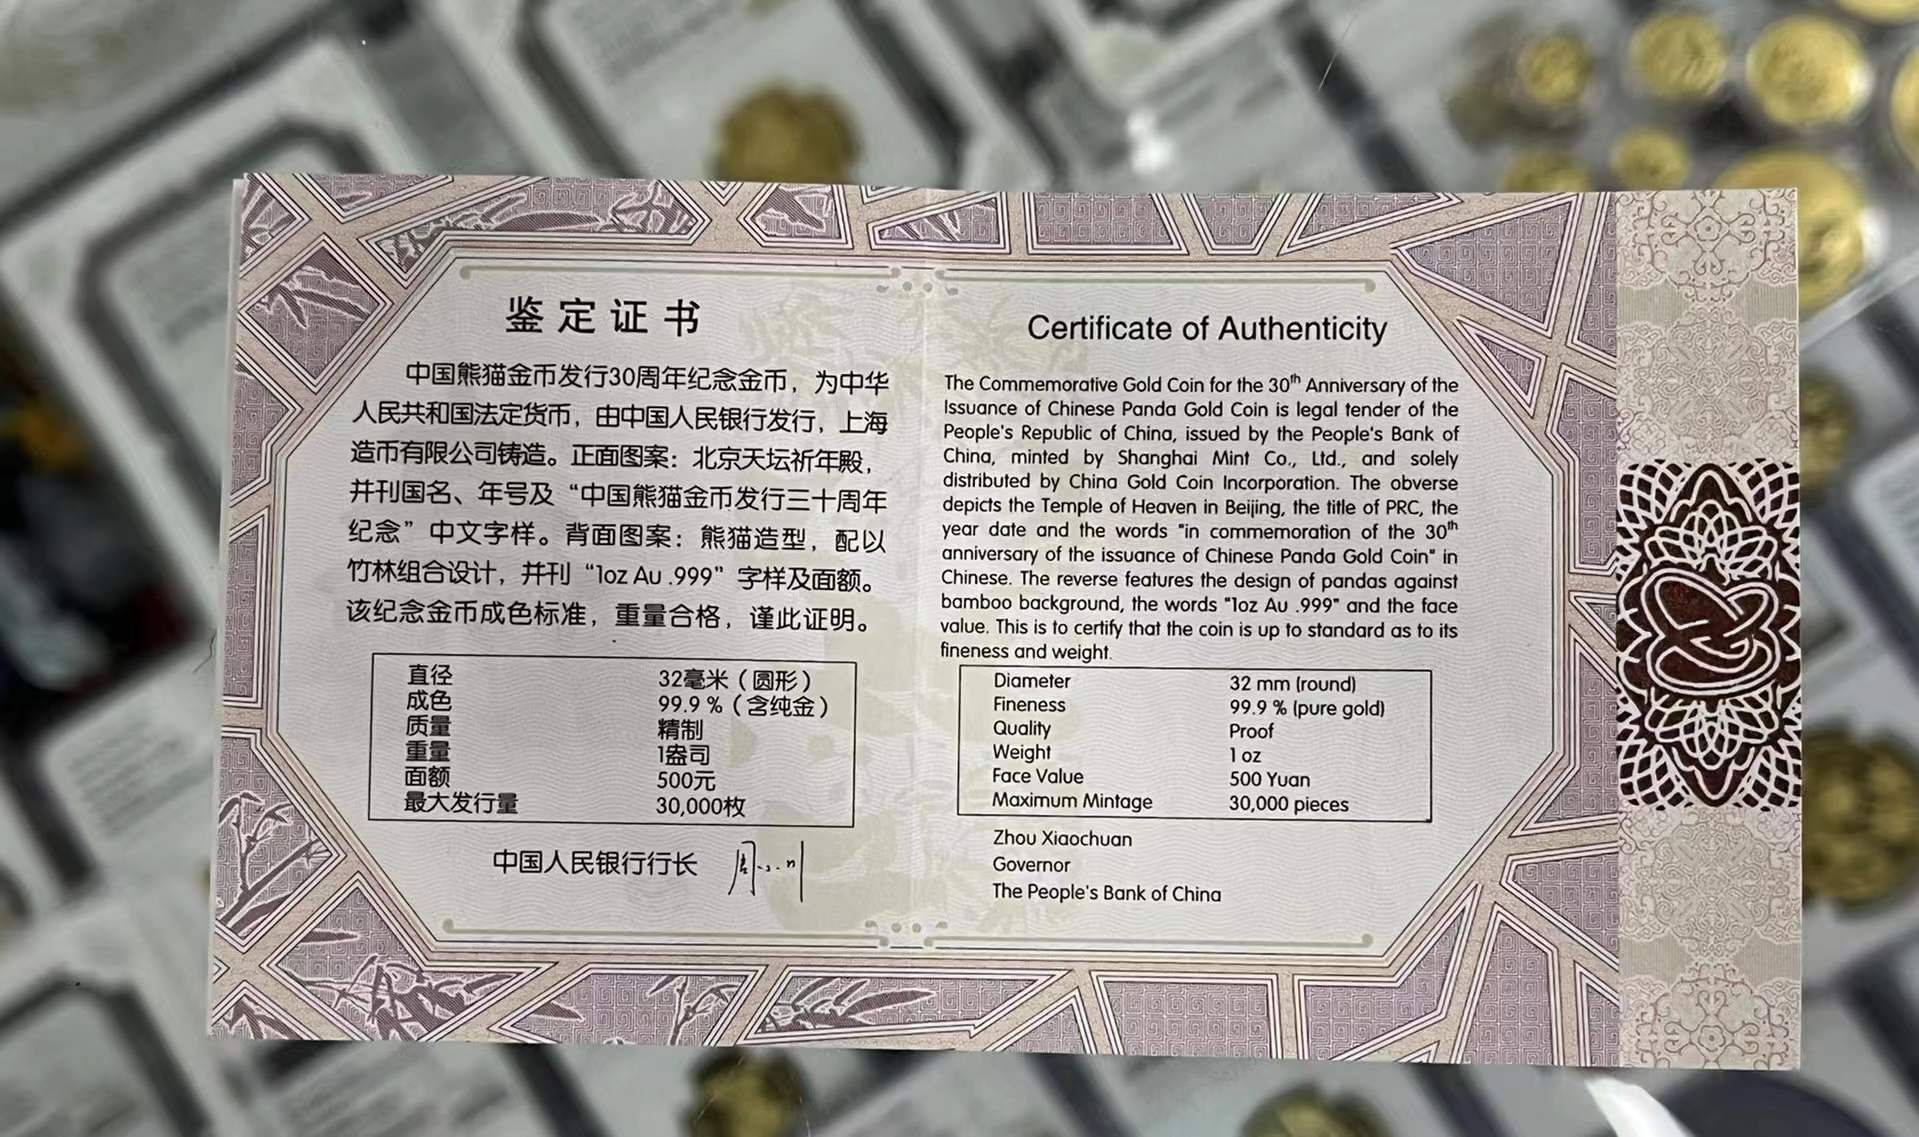 鉴定证书
中国熊猫金币发行30周年纪念金币，为中华
人民共和国法定货币，由中国人民银行发行，上海
造币有限公司铸造。正面图案：北京天坛祈年殿，
并刊国名、年号及“中国熊猫金币发行三十周年
纪念”中文字样。背面图案：熊猫造型，配以
竹林组合设计，并刊“1oz Au .999”字样及面额。
该纪念金币成色标准，重量合格，谨此证明。
直径 32毫米（圆形）
成色 99.9 %（含纯金）
质量 精制
重量 1盎司
面额 500元
最大发行量 30,000枚
中国人民银行行长 周小川
Certificate of Authenticity
The Commemorative Gold Coin for the 30th Anniversary of the
Issuance of Chinese Panda Gold Coin is legal tender of the
People's Republic of China, issued by the People's Bank of
China, minted by Shanghai Mint Co., Ltd., and solely
distributed by China Gold Coin Incorporation. The obverse
depicts the Temple of Heaven in Beijing, the title of PRC, the
year date and the words "in commemoration of the 30th
anniversary of the issuance of Chinese Panda Gold Coin" in
Chinese. The reverse features the design of pandas against
bamboo background, the words "1oz Au .999" and the face
value. This is to certify that the coin is up to standard as to its
fineness and weight.
Diameter 32 mm (round)
Fineness 99.9 % (pure gold)
Quality Proof
Weight 1 oz
Face Value 500 Yuan
Maximum Mintage 30,000 pieces
Zhou Xiaochuan
Governor
The People's Bank of China